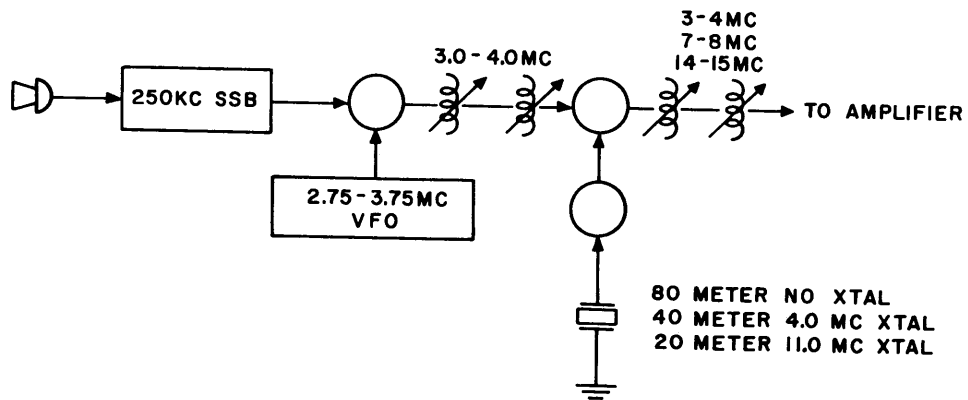 3-4MC
7-8MC
14-15MC
3.0-4.0MC
250KC SSB
TO AMPLIFIER
2.75-3.75MC
VFO
80 METER NO XTAL
40 METER 4.0 MC XTAL
20 METER 11.0 MC XTAL